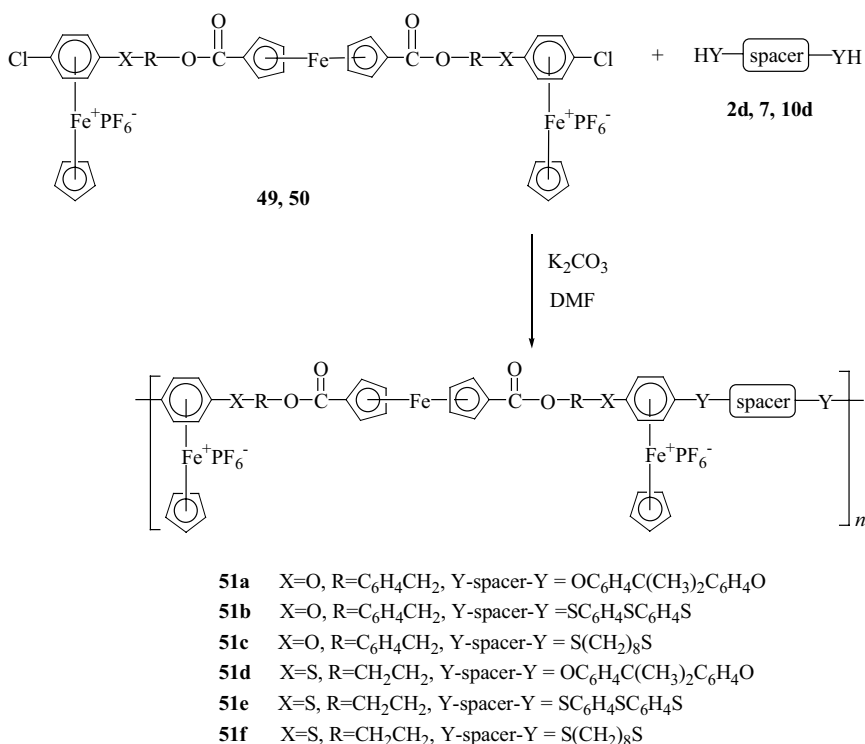 O O
Cl X-R-O-C Fe C-O-R-X Cl + HY spacer YH
Fe⁺PF₆⁻ Fe⁺PF₆⁻ 2d, 7, 10d
49, 50
K₂CO₃
DMF
O O
X-R-O-C Fe C-O-R-X Y spacer Y
Fe⁺PF₆⁻ Fe⁺PF₆⁻
n
51a X=O, R=C₆H₄CH₂, Y-spacer-Y = OC₆H₄C(CH₃)₂C₆H₄O
51b X=O, R=C₆H₄CH₂, Y-spacer-Y =SC₆H₄SC₆H₄S
51c X=O, R=C₆H₄CH₂, Y-spacer-Y = S(CH₂)₈S
51d X=S, R=CH₂CH₂, Y-spacer-Y = OC₆H₄C(CH₃)₂C₆H₄O
51e X=S, R=CH₂CH₂, Y-spacer-Y = SC₆H₄SC₆H₄S
51f X=S, R=CH₂CH₂, Y-spacer-Y = S(CH₂)₈S